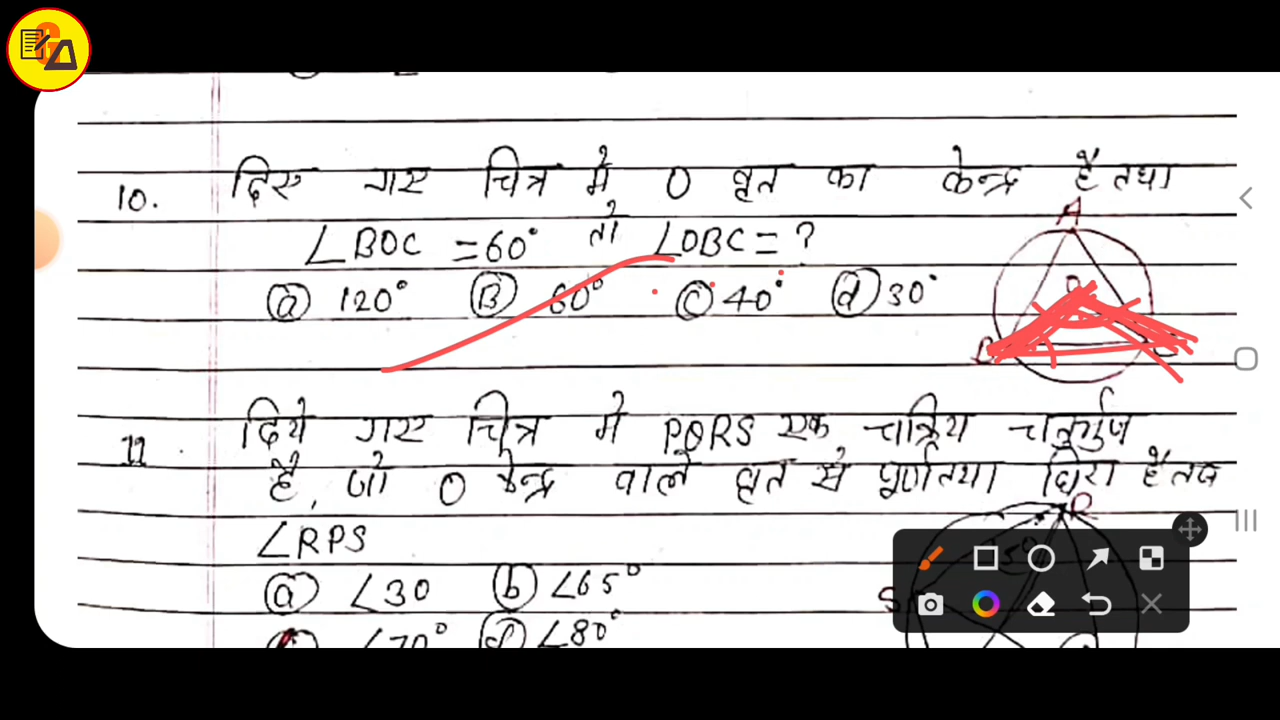 10. दिए गए चित्र में O वृत का केन्द्र है तथा
∠BOC = 60° तो ∠OBC = ?
(a) 120° (B) 60° (C) 40° (d) 30°
A
O
B C
11. दिये गए चित्र में PQRS एक चक्रिय चतुर्भुज
है, जो O केन्द्र वाले वृत से पूर्णतया घिरा है तब
∠RPS
R
(a) ∠30 (b) ∠65°
S
∠70° (d) ∠80°